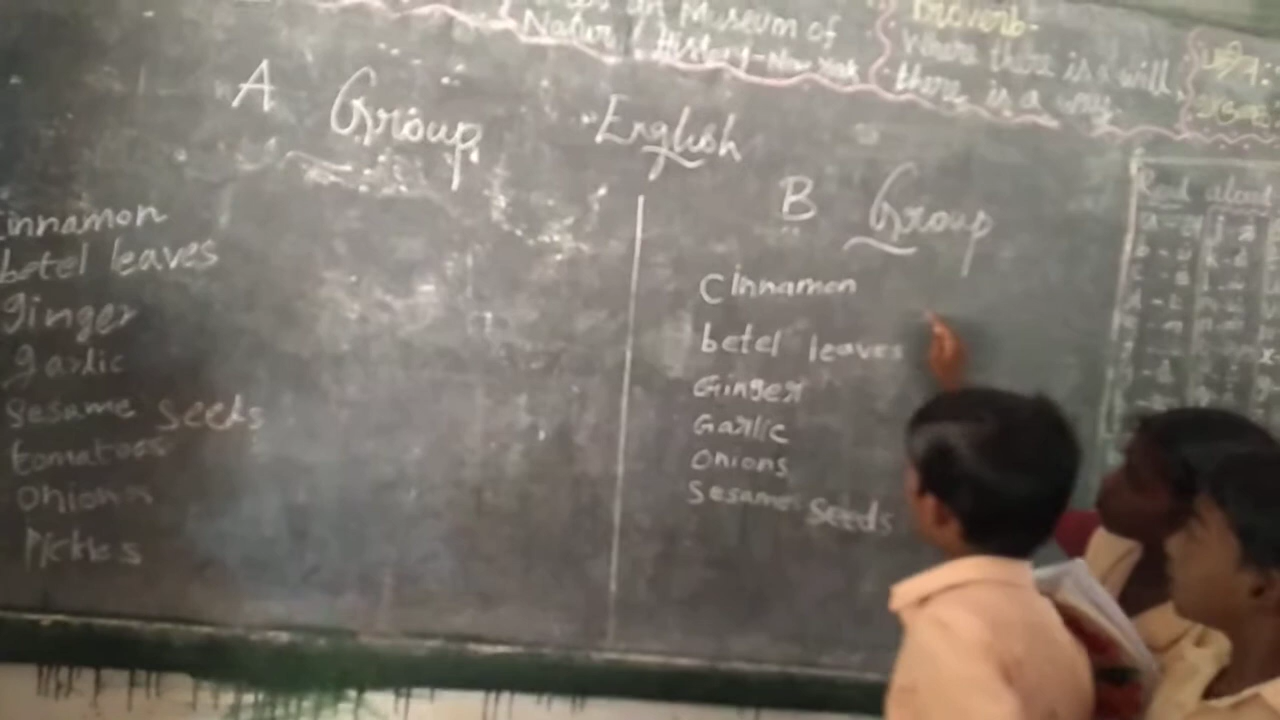 Museum of
Natural History-New York
Proverb-
Where there is a will,
there is a way
A Group English
innamon
betel leaves
ginger
garlic
sesame seeds
tomatoes
onions
Pickles
B Group
Cinnamon
betel leaves
Ginger
Garlic
Onions
Sesame seeds
Read aloud